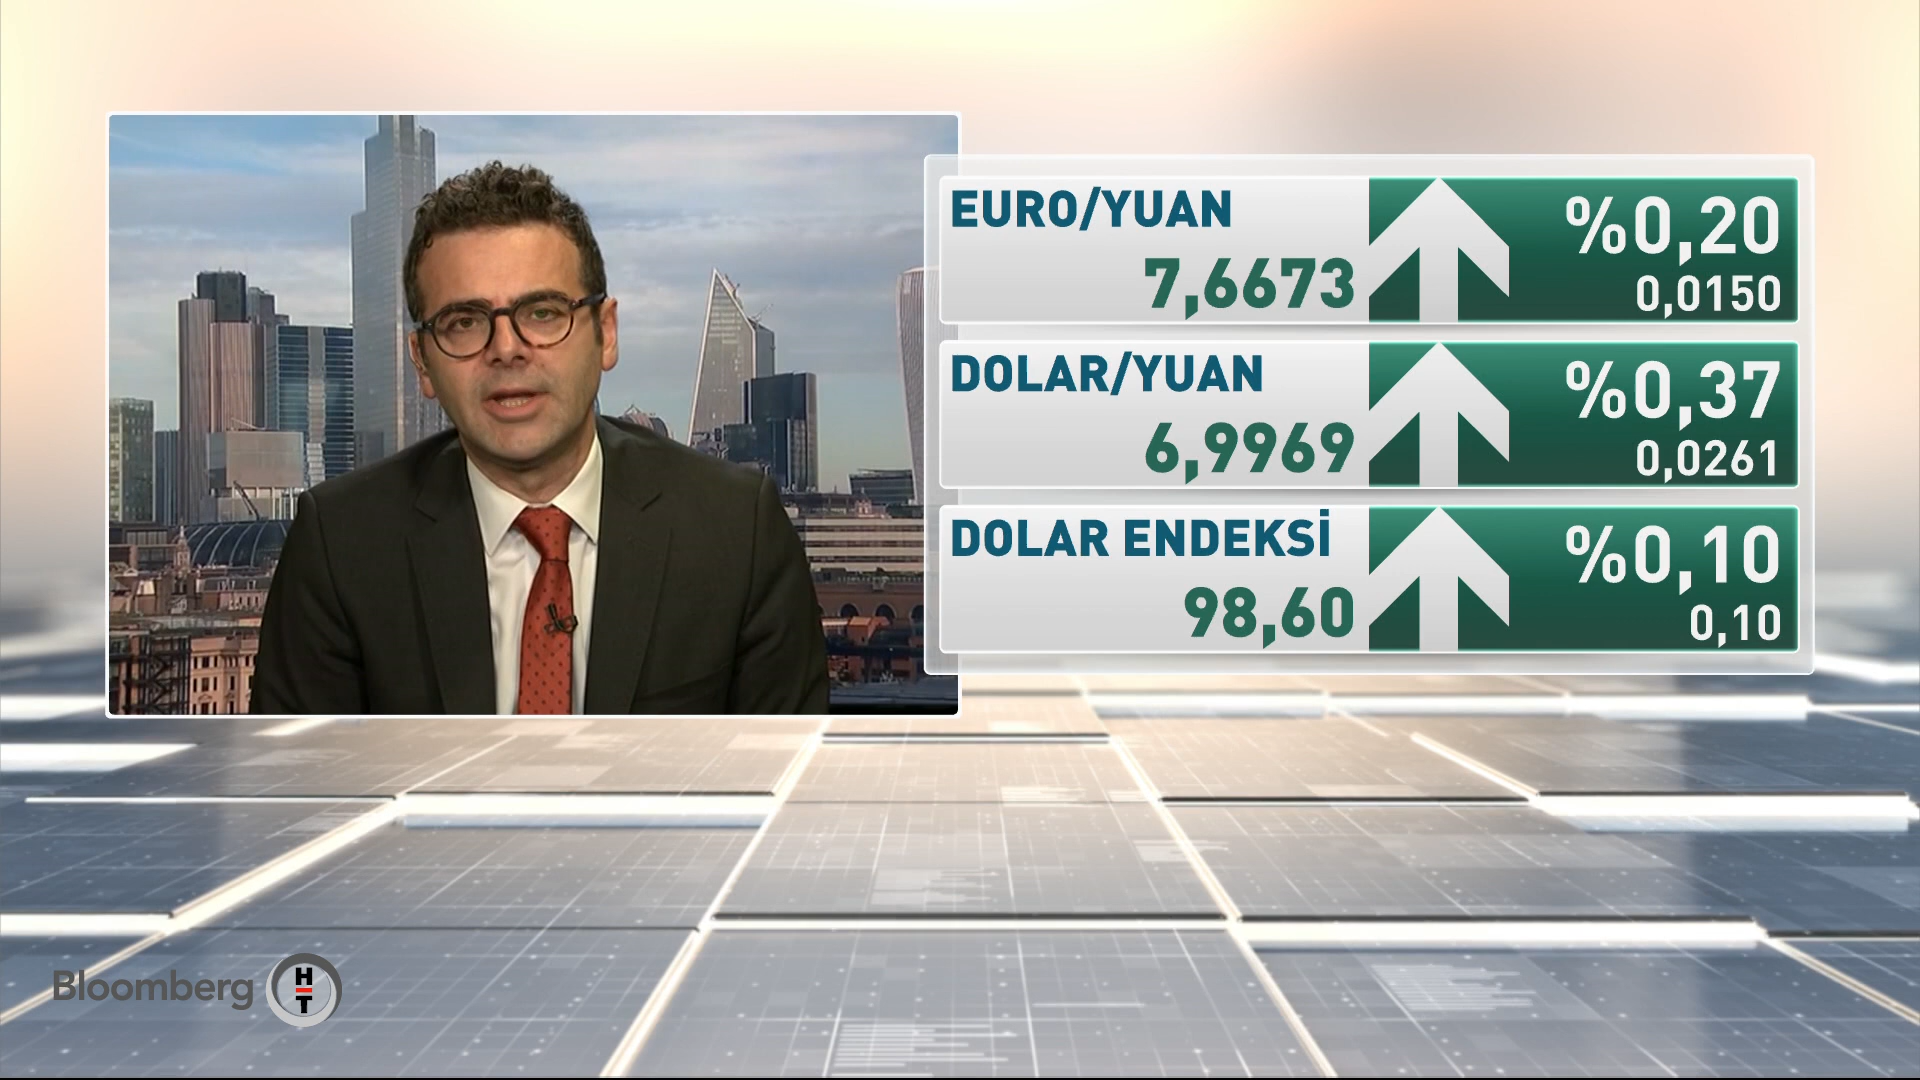 EURO/YUAN
7,6673
%0,20
0,0150
DOLAR/YUAN
6,9969
%0,37
0,0261
DOLAR ENDEKSİ
98,60
%0,10
0,10
Bloomberg HT